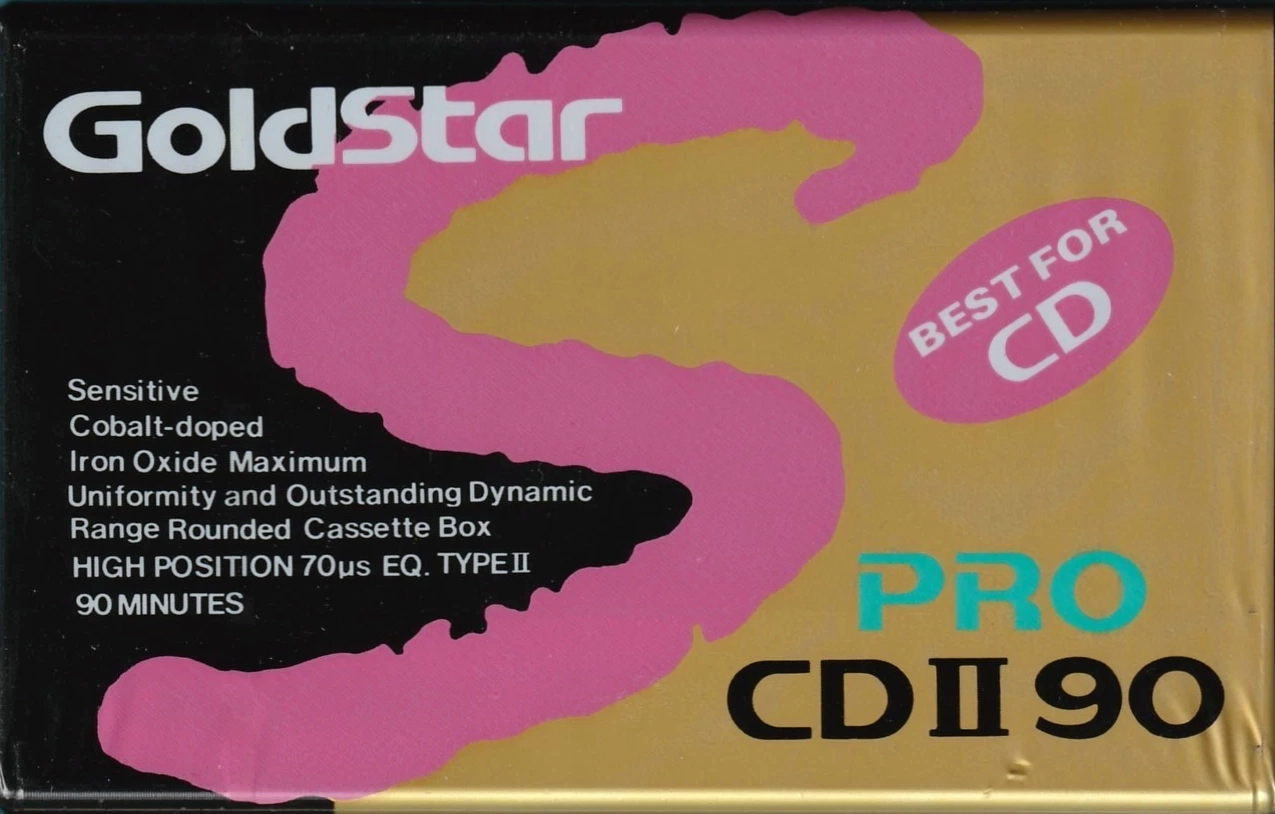 GoldStar
BEST FOR
CD
Sensitive
Cobalt-doped
Iron Oxide Maximum
Uniformity and Outstanding Dynamic
Range Rounded Cassette Box
HIGH POSITION 70µs EQ. TYPE II
90 MINUTES
PRO
CD II 90